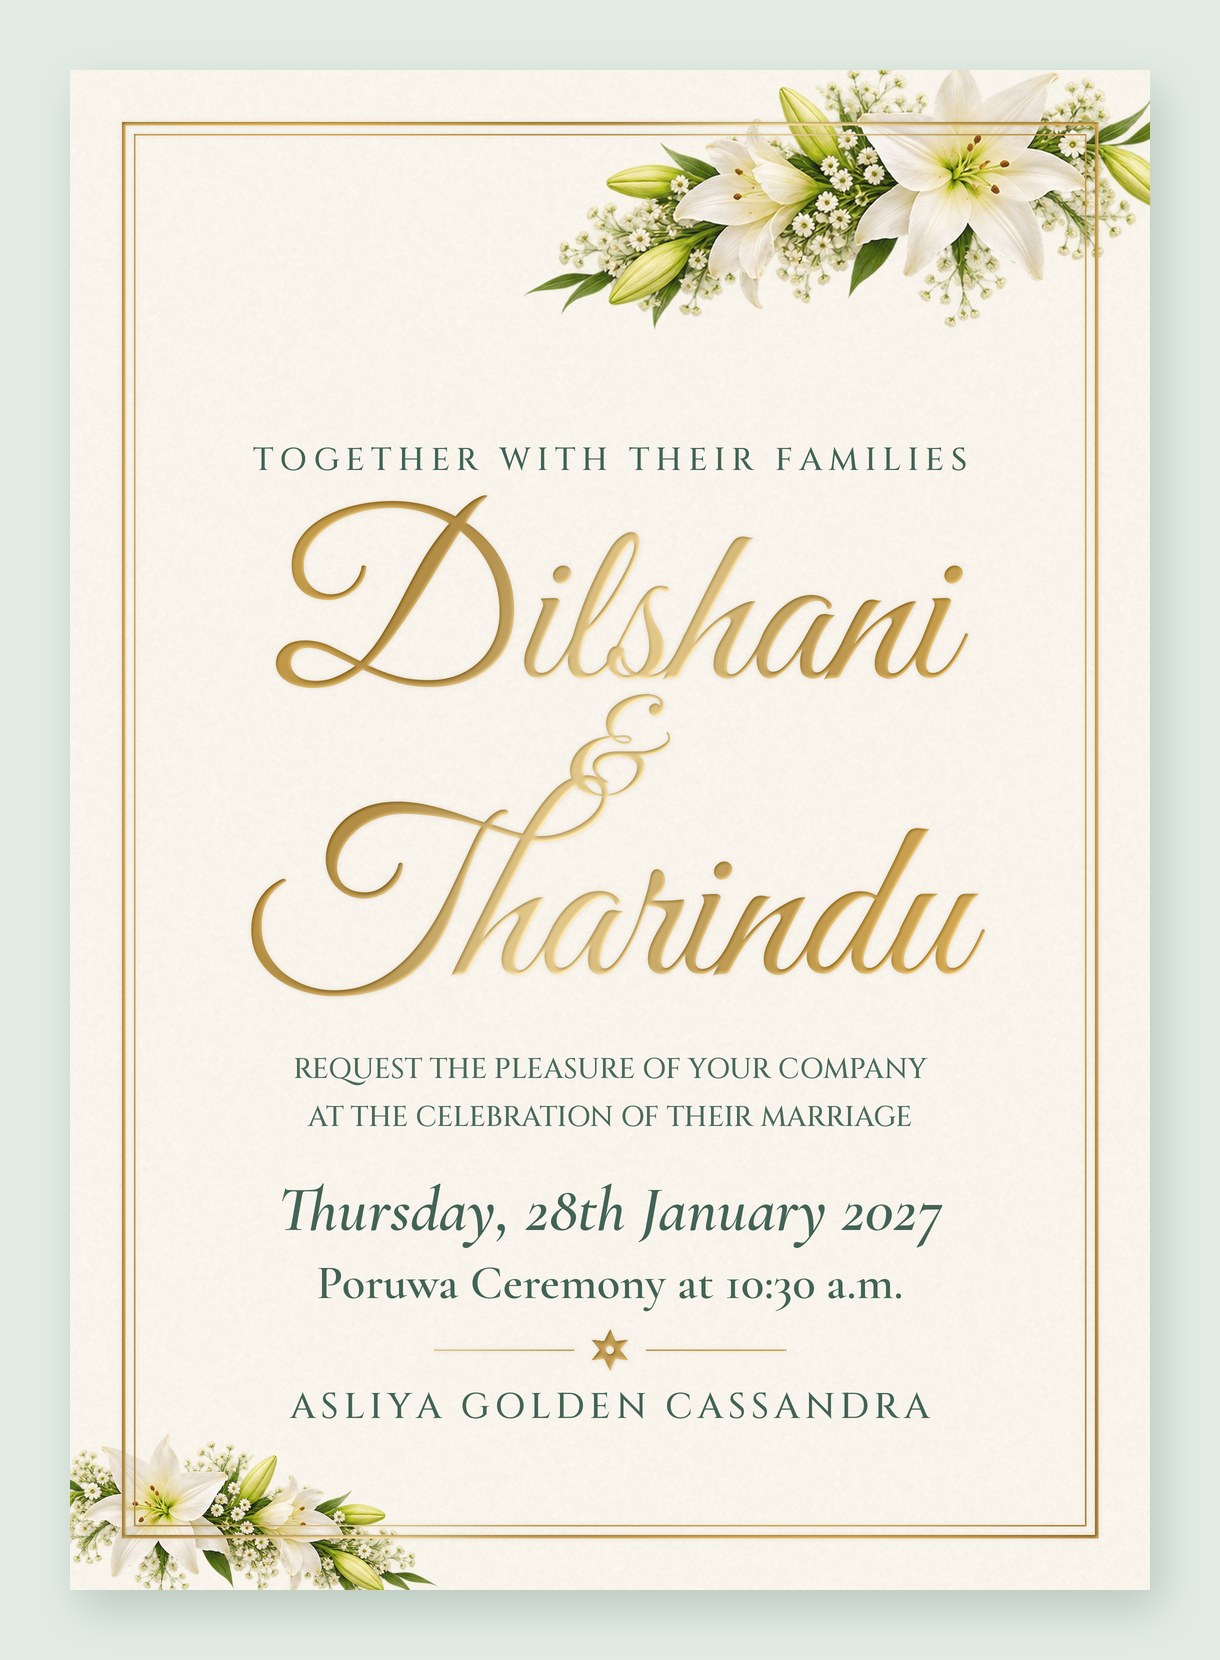 TOGETHER WITH THEIR FAMILIES
Dilshani
&
Tharindu
REQUEST THE PLEASURE OF YOUR COMPANY
AT THE CELEBRATION OF THEIR MARRIAGE
Thursday, 28th January 2027
Poruwa Ceremony at 10:30 a.m.
ASLIYA GOLDEN CASSANDRA